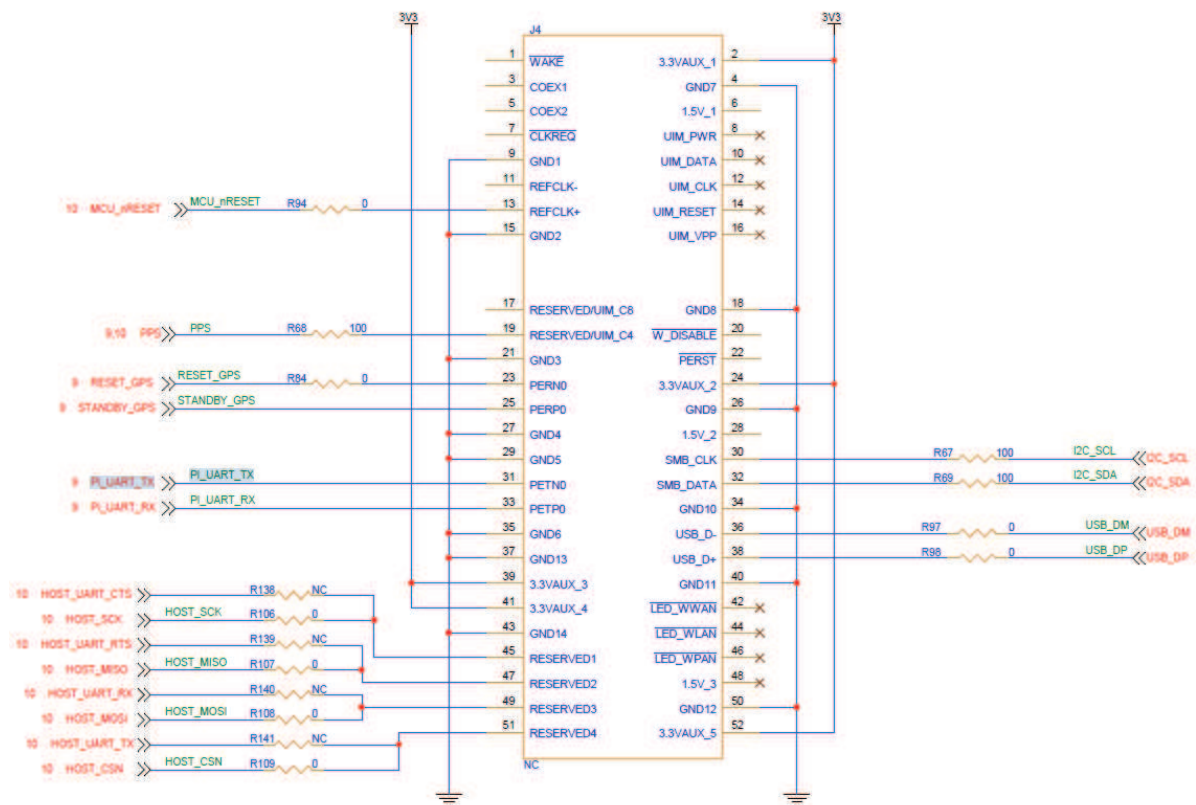 3V3
3V3
J4
1 WAKE 3.3VAUX_1 2
3 COEX1 GND7 4
5 COEX2 1.5V_1 6
7 CLKREQ UIM_PWR 8
9 GND1 UIM_DATA 10
11 REFCLK- UIM_CLK 12
10 MCU_nRESET MCU_nRESET R94 0 13 REFCLK+ UIM_RESET 14
15 GND2 UIM_VPP 16
17 RESERVED/UIM_C8 GND8 18
9,10 PPS PPS R68 100 19 RESERVED/UIM_C4 W_DISABLE 20
21 GND3 PERST 22
9 RESET_GPS RESET_GPS R84 0 23 PERN0 3.3VAUX_2 24
9 STANDBY_GPS STANDBY_GPS 25 PERP0 GND9 26
27 GND4 1.5V_2 28
29 GND5 SMB_CLK 30 R67 100 I2C_SCL I2C_SCL
9 PI_UART_TX PI_UART_TX 31 PETN0 SMB_DATA 32 R69 100 I2C_SDA I2C_SDA
9 PI_UART_RX PI_UART_RX 33 PETP0 GND10 34
35 GND6 USB_D- 36 R97 0 USB_DM USB_DM
37 GND13 USB_D+ 38 R98 0 USB_DP USB_DP
39 3.3VAUX_3 GND11 40
10 HOST_UART_CTS R138 NC
41 3.3VAUX_4 LED_WWAN 42
10 HOST_SCK HOST_SCK R106 0
43 GND14 LED_WLAN 44
10 HOST_UART_RTS R139 NC
45 RESERVED1 LED_WPAN 46
10 HOST_MISO HOST_MISO R107 0
47 RESERVED2 1.5V_3 48
10 HOST_UART_RX R140 NC
49 RESERVED3 GND12 50
10 HOST_MOSI HOST_MOSI R108 0
51 RESERVED4 3.3VAUX_5 52
10 HOST_UART_TX R141 NC
10 HOST_CSN HOST_CSN R109 0
NC